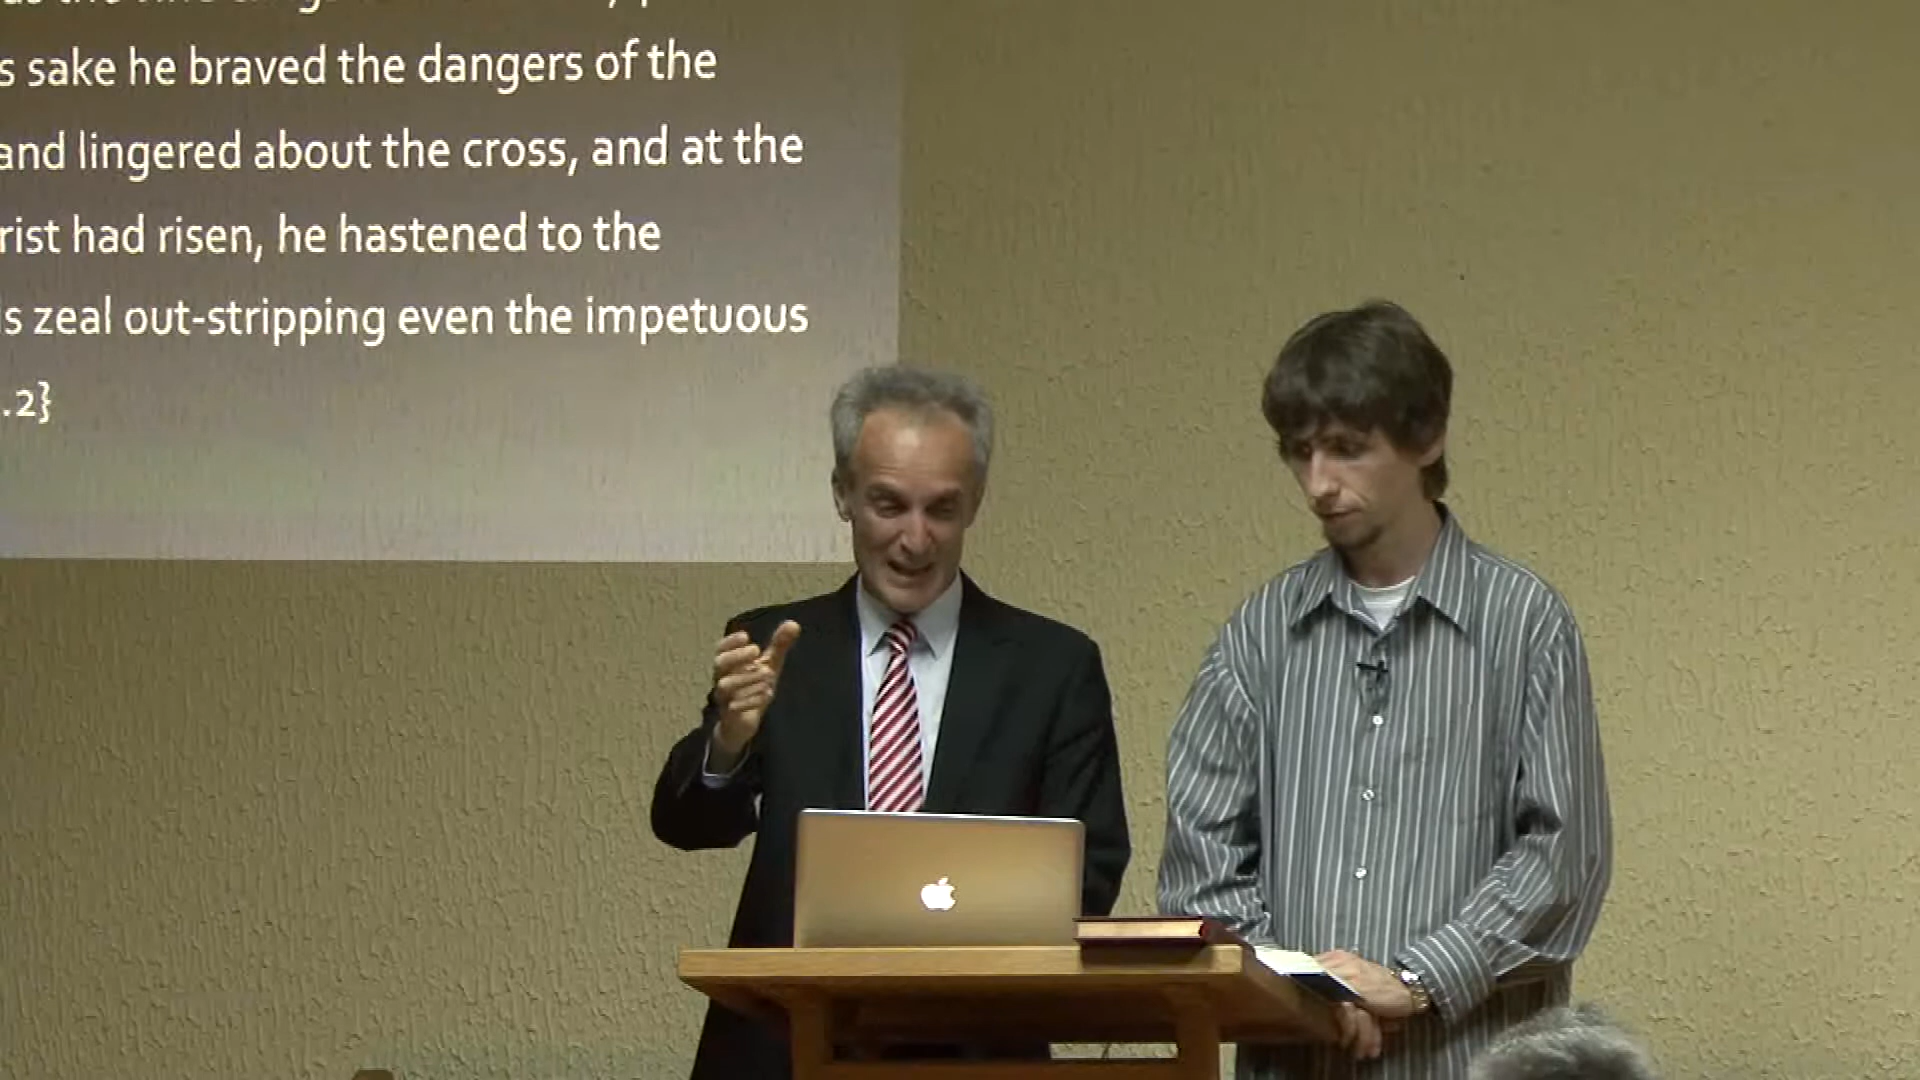 s sake he braved the dangers of the
and lingered about the cross, and at the
rist had risen, he hastened to the
is zeal out-stripping even the impetuous
.2}